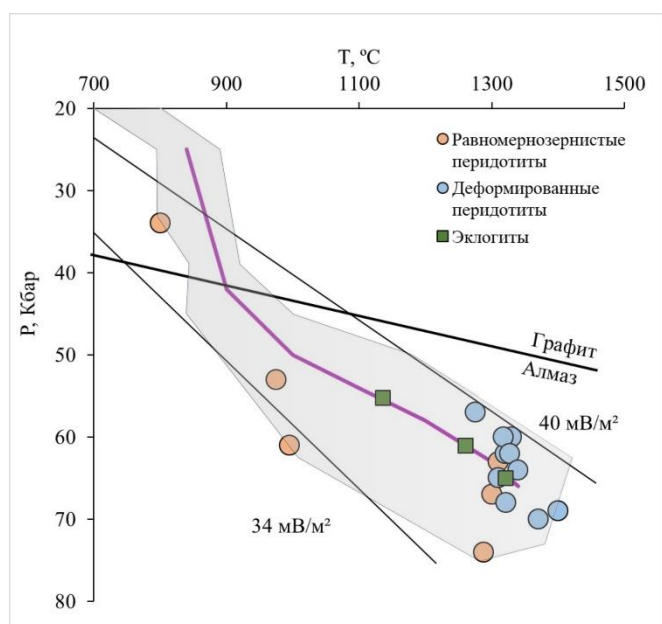 T, ºC
700 900 1100 1300 1500
20
30
40
50
60
70
80
P, Кбар
Равномернозернистые
перидотиты
Деформированные
перидотиты
Эклогиты
Графит
Алмаз
40 мВ/м²
34 мВ/м²